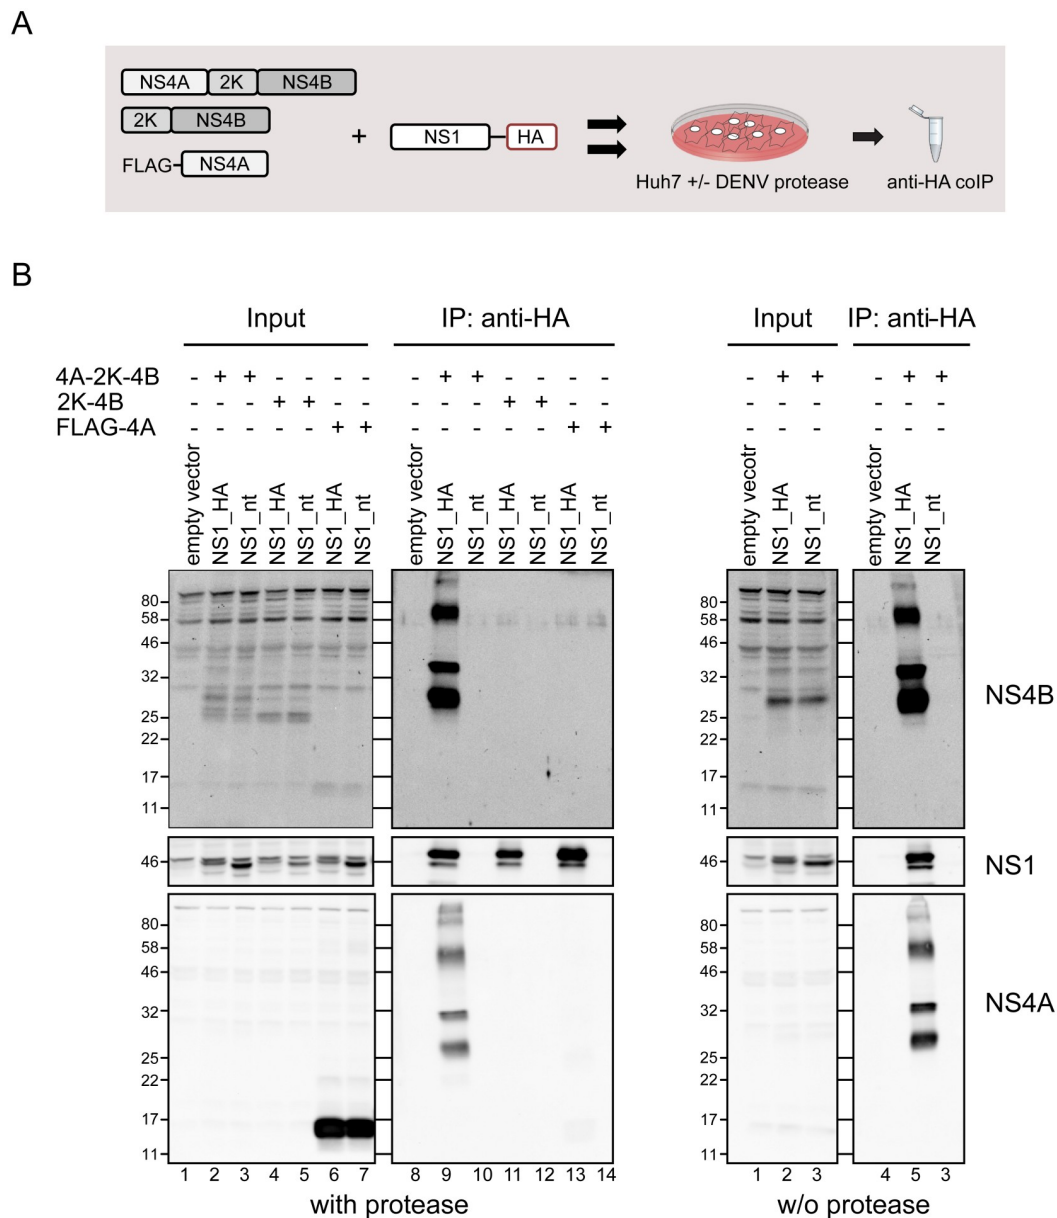 A
NS4A 2K NS4B
2K NS4B
FLAG NS4A
+
NS1 HA
Huh7 +/- DENV protease
anti-HA coIP
B
Input IP: anti-HA Input IP: anti-HA
4A-2K-4B - + + - - - - - + - - - - - - + + - + -
2K-4B - - - + + - - - - - + + - - - - - - - -
FLAG-4A - - - - - + + - - - - - + + - - - - - -
empty vector NS1_HA NS1_nt NS1_HA NS1_nt NS1_HA NS1_nt empty vector NS1_HA NS1_nt NS1_HA NS1_nt NS1_HA NS1_nt empty vecotr NS1_HA NS1_nt empty vector NS1_HA NS1_nt
80 80
58 58
46 46
32 32
NS4B
25 25
22 22
17 17
11 11
46 46 NS1
80 80
58 58
46 46
32 32 NS4A
25 25
22 22
17 17
11 11
1 2 3 4 5 6 7 8 9 10 11 12 13 14 1 2 3 4 5 3
with protease w/o protease